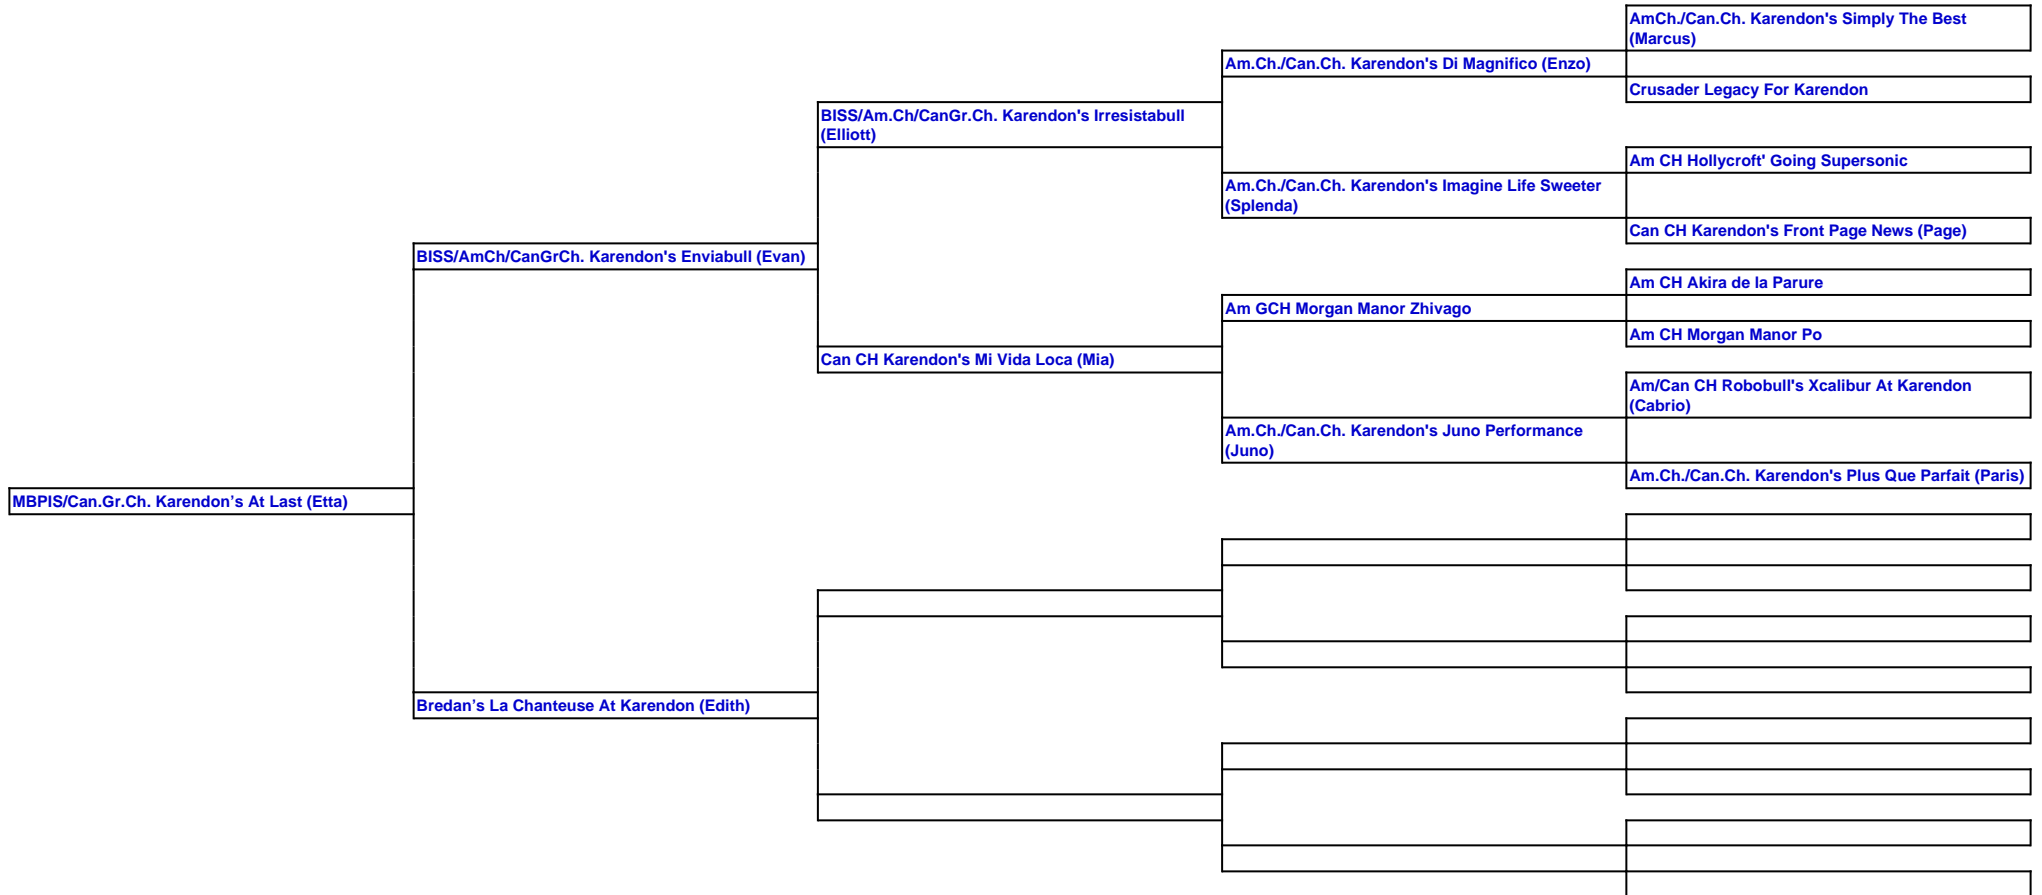 AmCh./Can.Ch. Karendon's Simply The Best
(Marcus)
Am.Ch./Can.Ch. Karendon's Di Magnifico (Enzo)
Crusader Legacy For Karendon
BISS/Am.Ch/CanGr.Ch. Karendon's Irresistabull
(Elliott)
Am CH Hollycroft' Going Supersonic
Am.Ch./Can.Ch. Karendon's Imagine Life Sweeter
(Splenda)
Can CH Karendon's Front Page News (Page)
BISS/AmCh/CanGrCh. Karendon's Enviabull (Evan)
Am CH Akira de la Parure
Am GCH Morgan Manor Zhivago
Am CH Morgan Manor Po
Can CH Karendon's Mi Vida Loca (Mia)
Am/Can CH Robobull's Xcalibur At Karendon
(Cabrio)
Am.Ch./Can.Ch. Karendon's Juno Performance
(Juno)
Am.Ch./Can.Ch. Karendon's Plus Que Parfait (Paris)
MBPIS/Can.Gr.Ch. Karendon’s At Last (Etta)
Bredan’s La Chanteuse At Karendon (Edith)